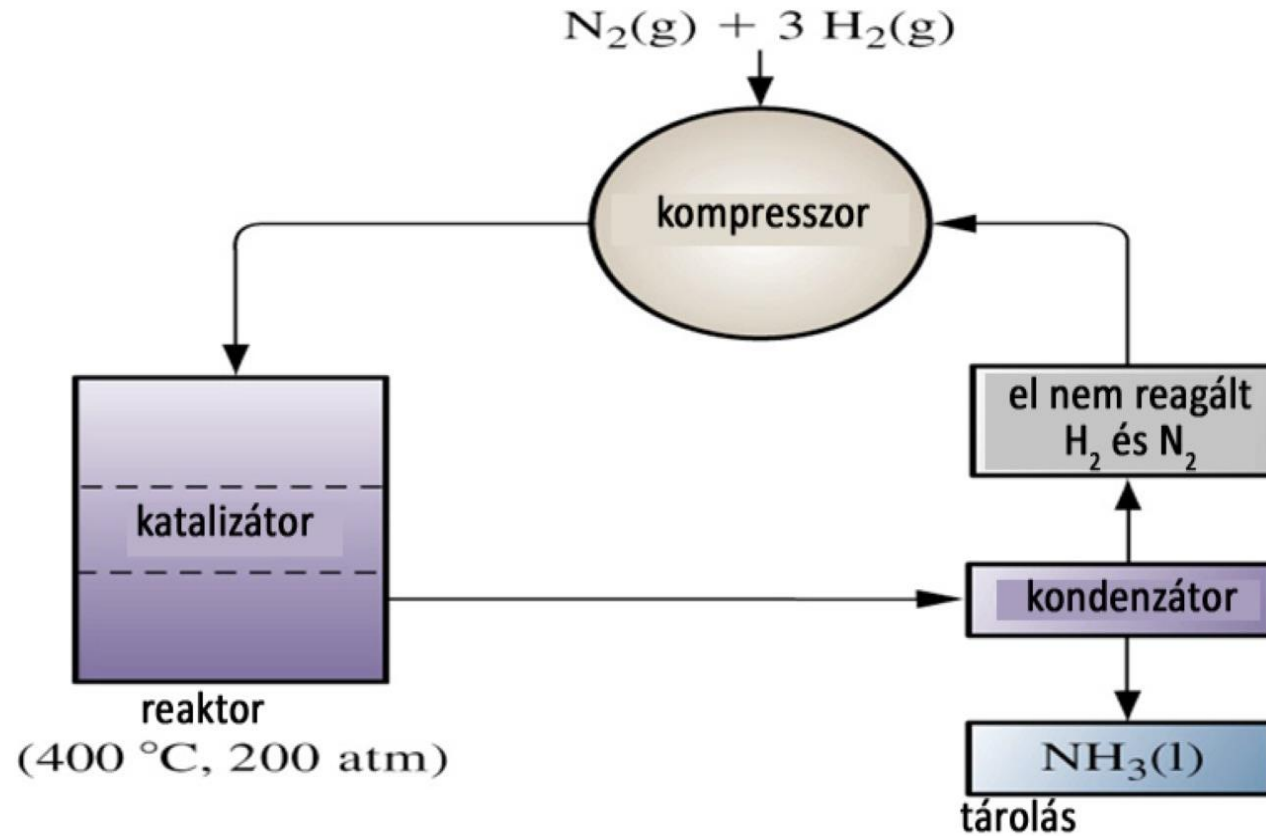 N₂(g) + 3 H₂(g)
kompresszor
el nem reagált
H₂ és N₂
katalizátor
kondenzátor
reaktor
(400 °C, 200 atm)
NH₃(l)
tárolás